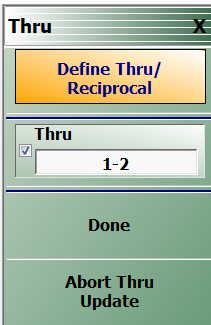 Thru X
Define Thru/
Reciprocal
Thru
1-2
Done
Abort Thru
Update